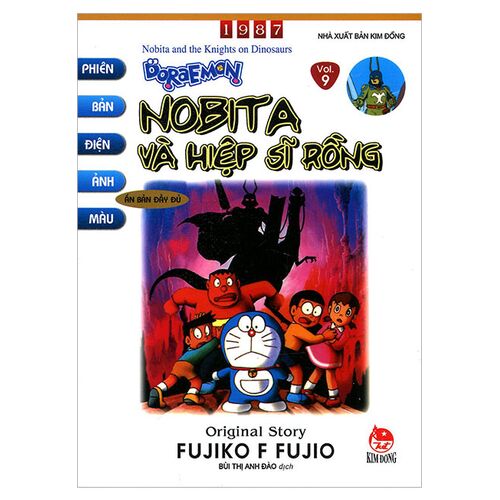 1987
Nobita and the Knights on Dinosaurs
NHÀ XUẤT BẢN KIM ĐỒNG
DORAEMON
Vol. 9
PHIÊN
BẢN
ĐIỆN
ẢNH
MÀU
NOBITA
VÀ HIỆP SĨ RỒNG
ẤN BẢN ĐẦY ĐỦ
Original Story
FUJIKO F FUJIO
BÙI THỊ ANH ĐÀO dịch
KIM ĐỒNG